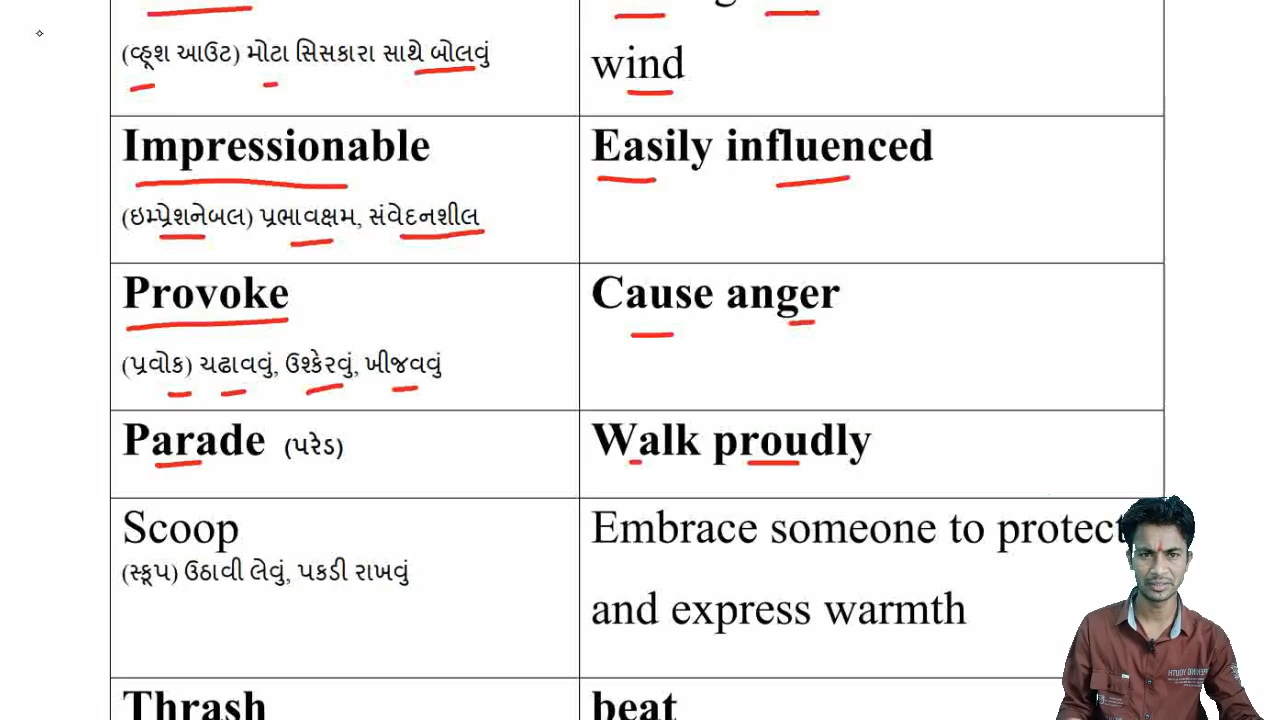 (વ્હૂશ આઉટ) મોટા સિસકારા સાથે બોલવું
wind
Impressionable
Easily influenced
(ઇમ્પ્રેશનેબલ) પ્રભાવક્ષમ, સંવેદનશીલ
Provoke
Cause anger
(પ્રવોક) ચઢાવવું, ઉશ્કેરવું, ખીજવવું
Parade (પરેડ)
Walk proudly
Scoop
Embrace someone to protect
(સ્કૂપ) ઉઠાવી લેવું, પકડી રાખવું
and express warmth
Thrash
beat